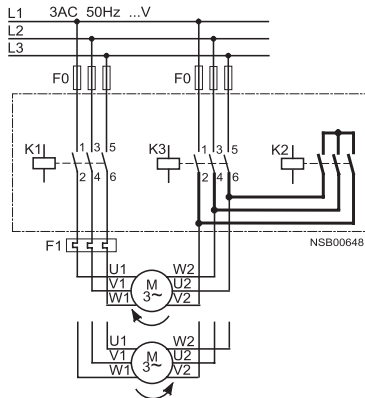 L1 3AC 50Hz ...V
L2
L3
F0 F0
K1 1 3 5 K3 1 3 5 K2
2 4 6 2 4 6
NSB00648
F1
U1 W2
V1 M U2
W1 3~ V2
U1 W2
V1 M U2
W1 3~ V2